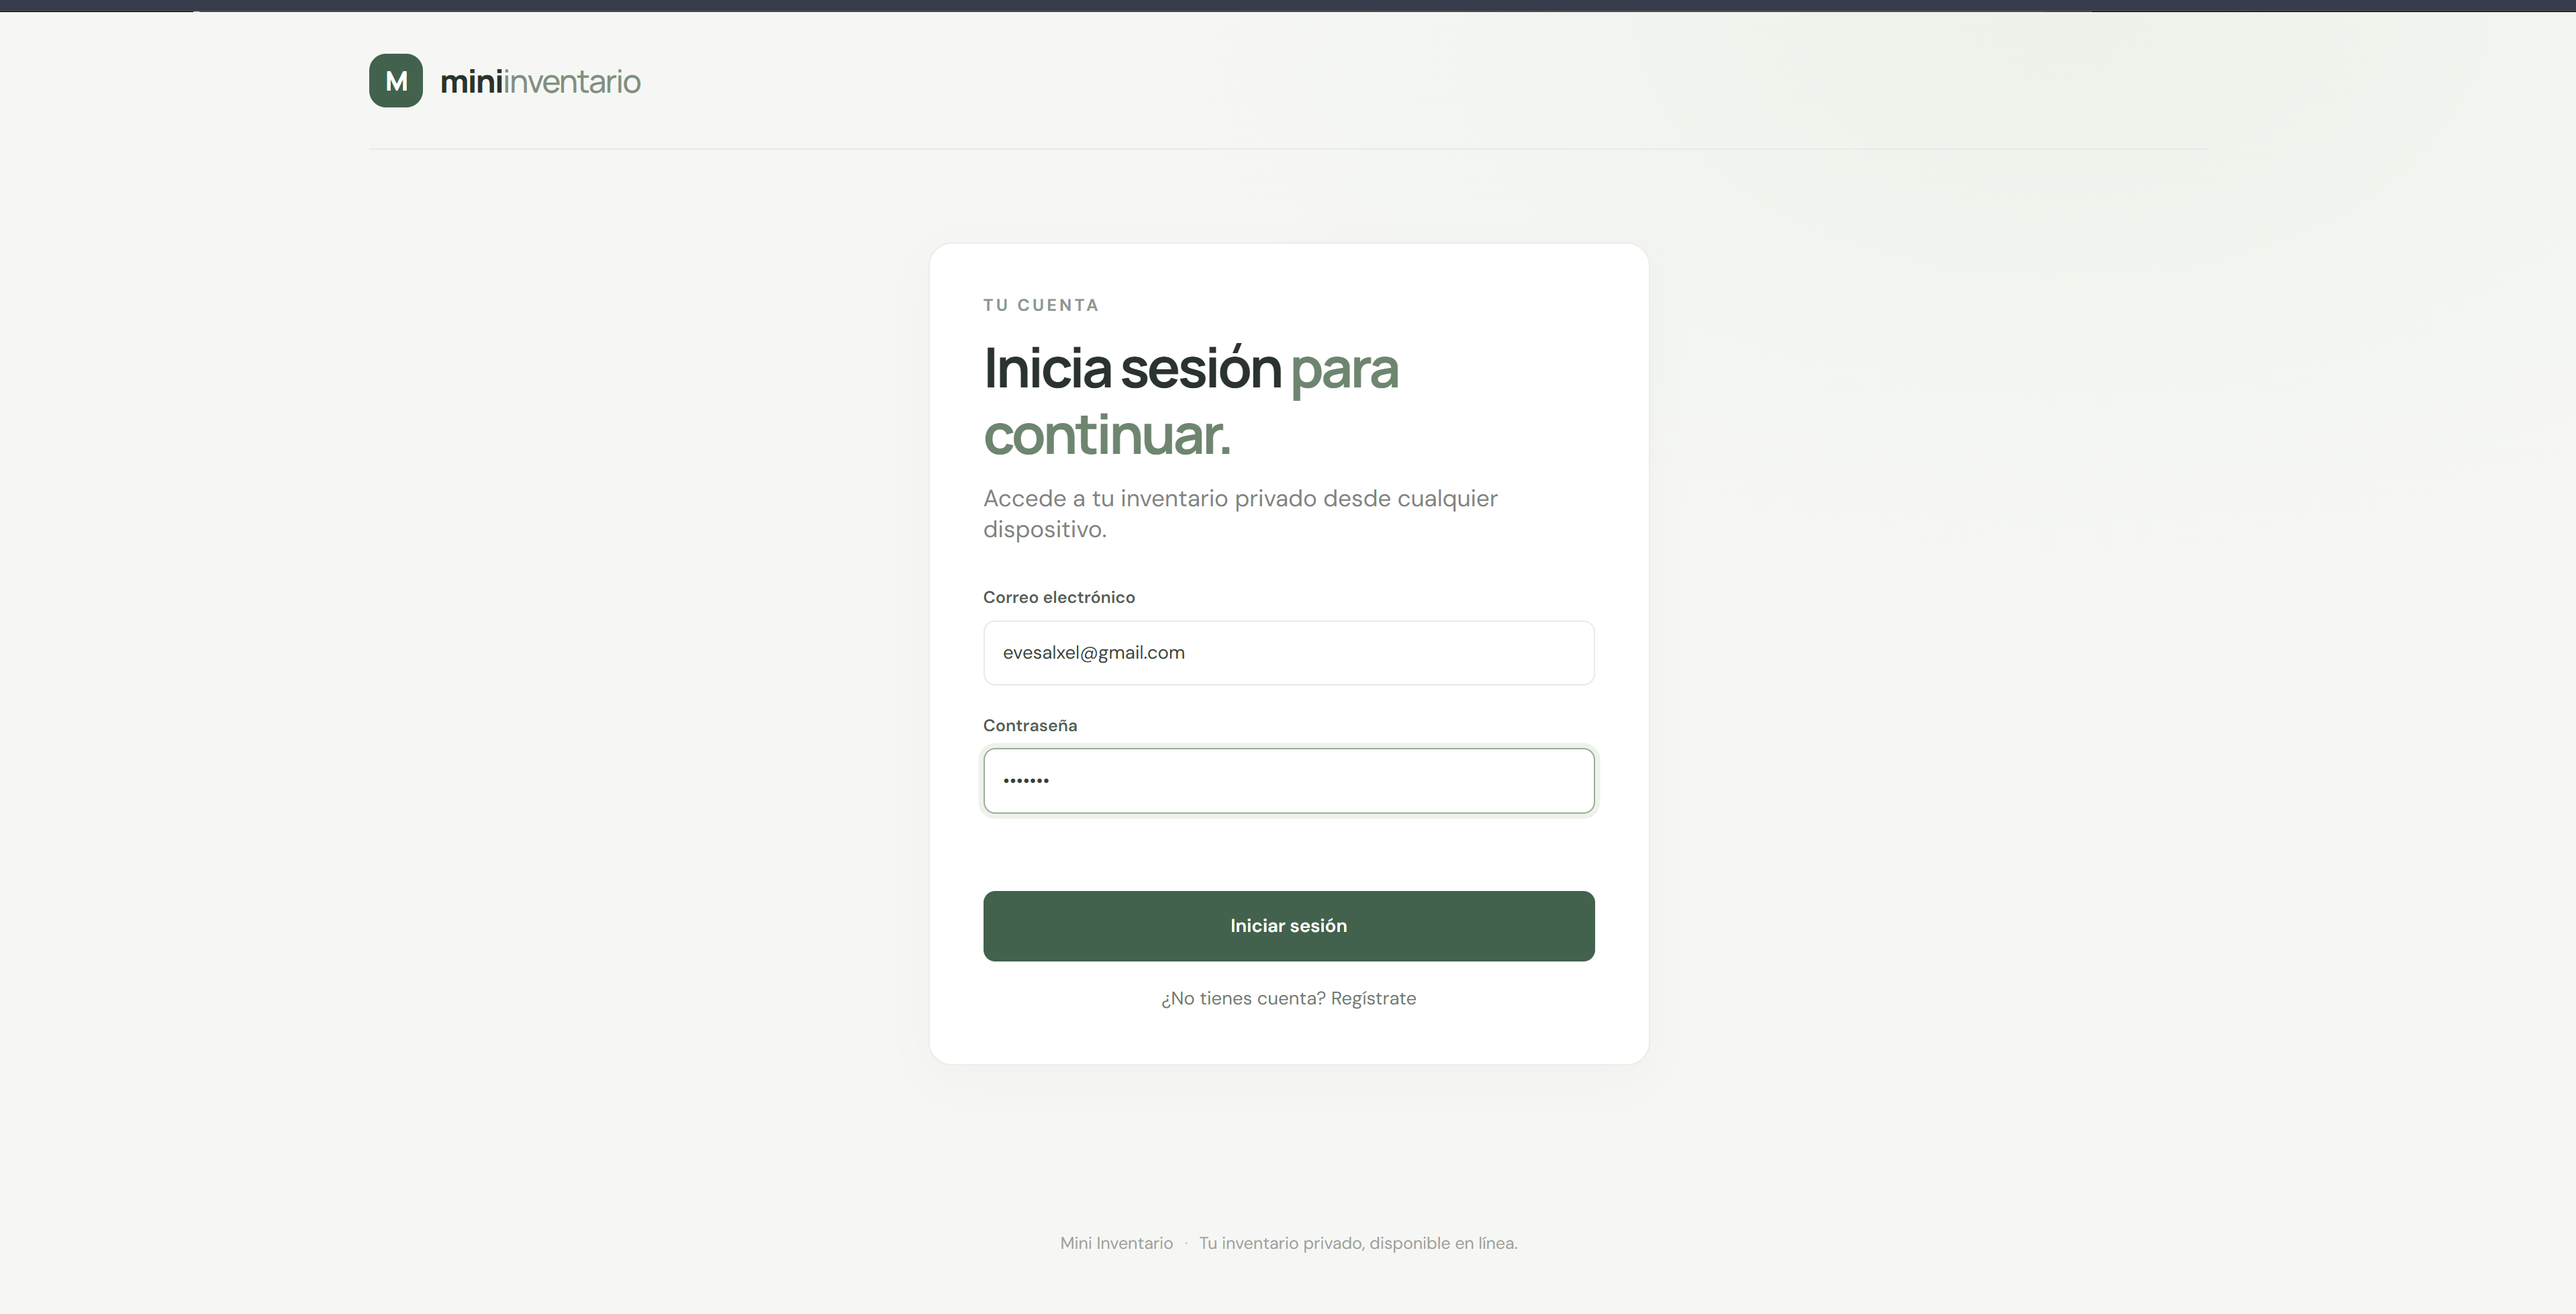 M miniinventario
TU CUENTA
Inicia sesión para
continuar.
Accede a tu inventario privado desde cualquier
dispositivo.
Correo electrónico
evesalxel@gmail.com
Contraseña
•••••••
Iniciar sesión
¿No tienes cuenta? Regístrate
Mini Inventario · Tu inventario privado, disponible en línea.